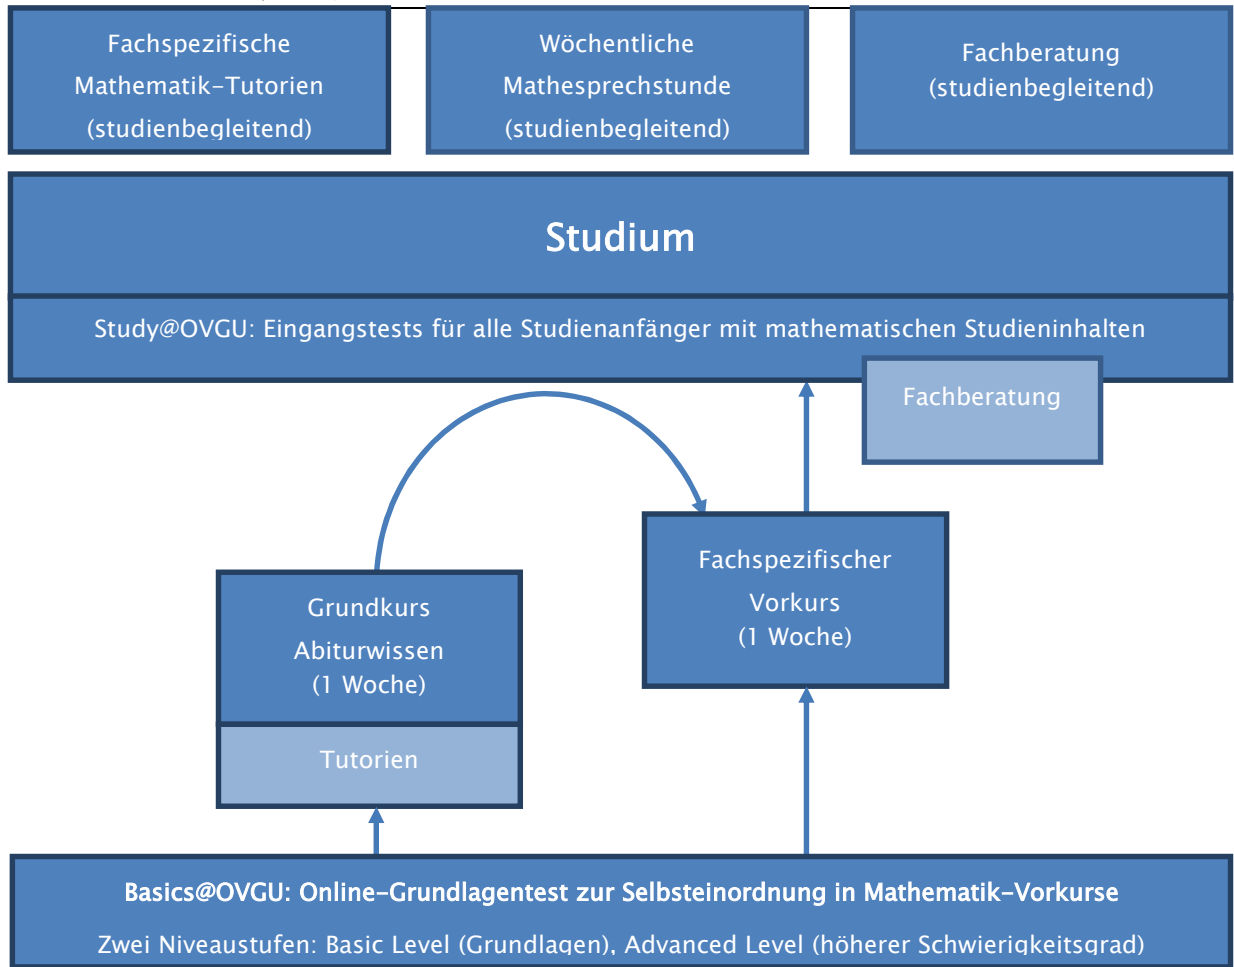 Fachspezifische
Mathematik-Tutorien
(studienbegleitend)
Wöchentliche
Mathesprechstunde
(studienbegleitend)
Fachberatung
(studienbegleitend)
Studium
Study@OVGU: Eingangstests für alle Studienanfänger mit mathematischen Studieninhalten
Fachberatung
Fachspezifischer
Vorkurs
(1 Woche)
Grundkurs
Abiturwissen
(1 Woche)
Tutorien
Basics@OVGU: Online-Grundlagentest zur Selbsteinordnung in Mathematik-Vorkurse
Zwei Niveaustufen: Basic Level (Grundlagen), Advanced Level (höherer Schwierigkeitsgrad)